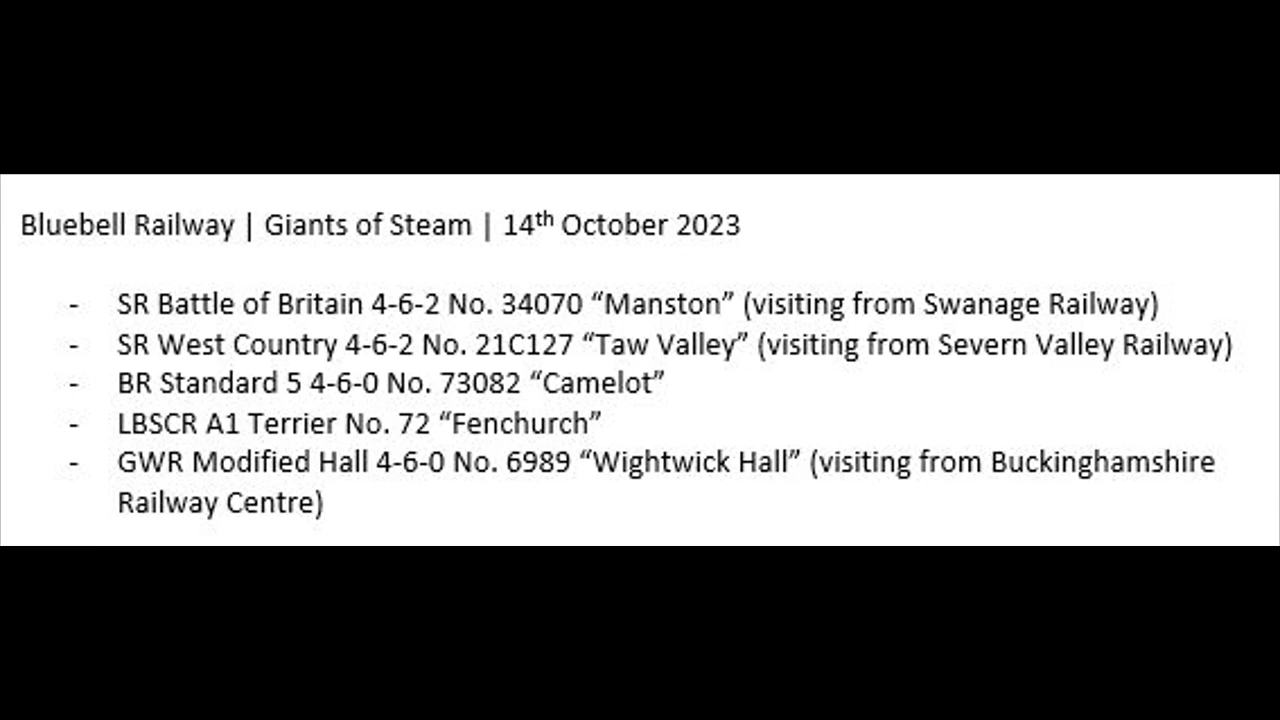 Bluebell Railway | Giants of Steam | 14th October 2023
- SR Battle of Britain 4-6-2 No. 34070 “Manston” (visiting from Swanage Railway)
- SR West Country 4-6-2 No. 21C127 “Taw Valley” (visiting from Severn Valley Railway)
- BR Standard 5 4-6-0 No. 73082 “Camelot”
- LBSCR A1 Terrier No. 72 “Fenchurch”
- GWR Modified Hall 4-6-0 No. 6989 “Wightwick Hall” (visiting from Buckinghamshire
Railway Centre)